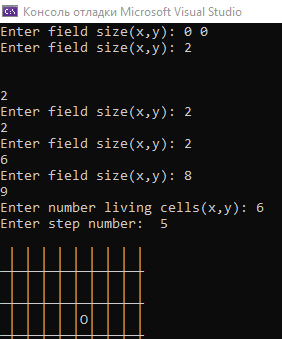 Консоль отладки Microsoft Visual Studio
Enter field size(x,y): 0 0
Enter field size(x,y): 2
2
Enter field size(x,y): 2
2
Enter field size(x,y): 2
6
Enter field size(x,y): 8
9
Enter number living cells(x,y): 6
Enter step number:  5
O